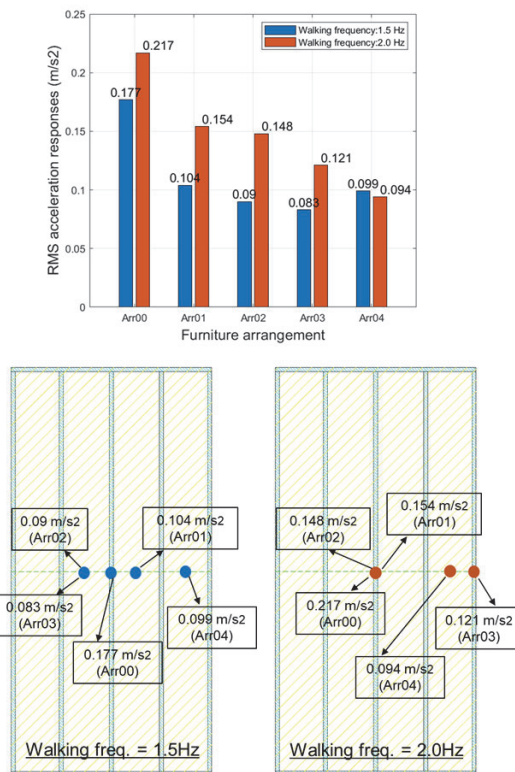 Walking frequency:1.5 Hz
Walking frequency:2.0 Hz
RMS acceleration responses (m/s2)
0.25
0.2
0.15
0.1
0.05
0
0.177
0.217
0.104
0.154
0.09
0.148
0.083
0.121
0.099
0.094
Arr00
Arr01
Arr02
Arr03
Arr04
Furniture arrangement
0.09 m/s2
(Arr02)
0.104 m/s2
(Arr01)
0.083 m/s2
(Arr03)
0.177 m/s2
(Arr00)
0.099 m/s2
(Arr04)
Walking freq. = 1.5Hz
0.148 m/s2
(Arr02)
0.154 m/s2
(Arr01)
0.217 m/s2
(Arr00)
0.121 m/s2
(Arr03)
0.094 m/s2
(Arr04)
Walking freq. = 2.0Hz